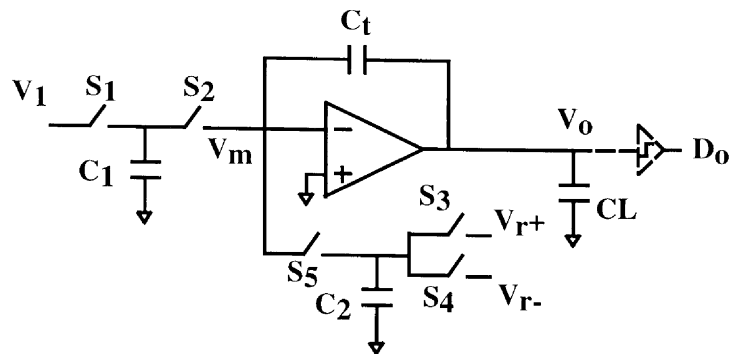 Ct
V1
S1
S2
Vm
C1
−
+
Vo
Do
CL
S3
Vr+
S5
C2
S4
Vr-